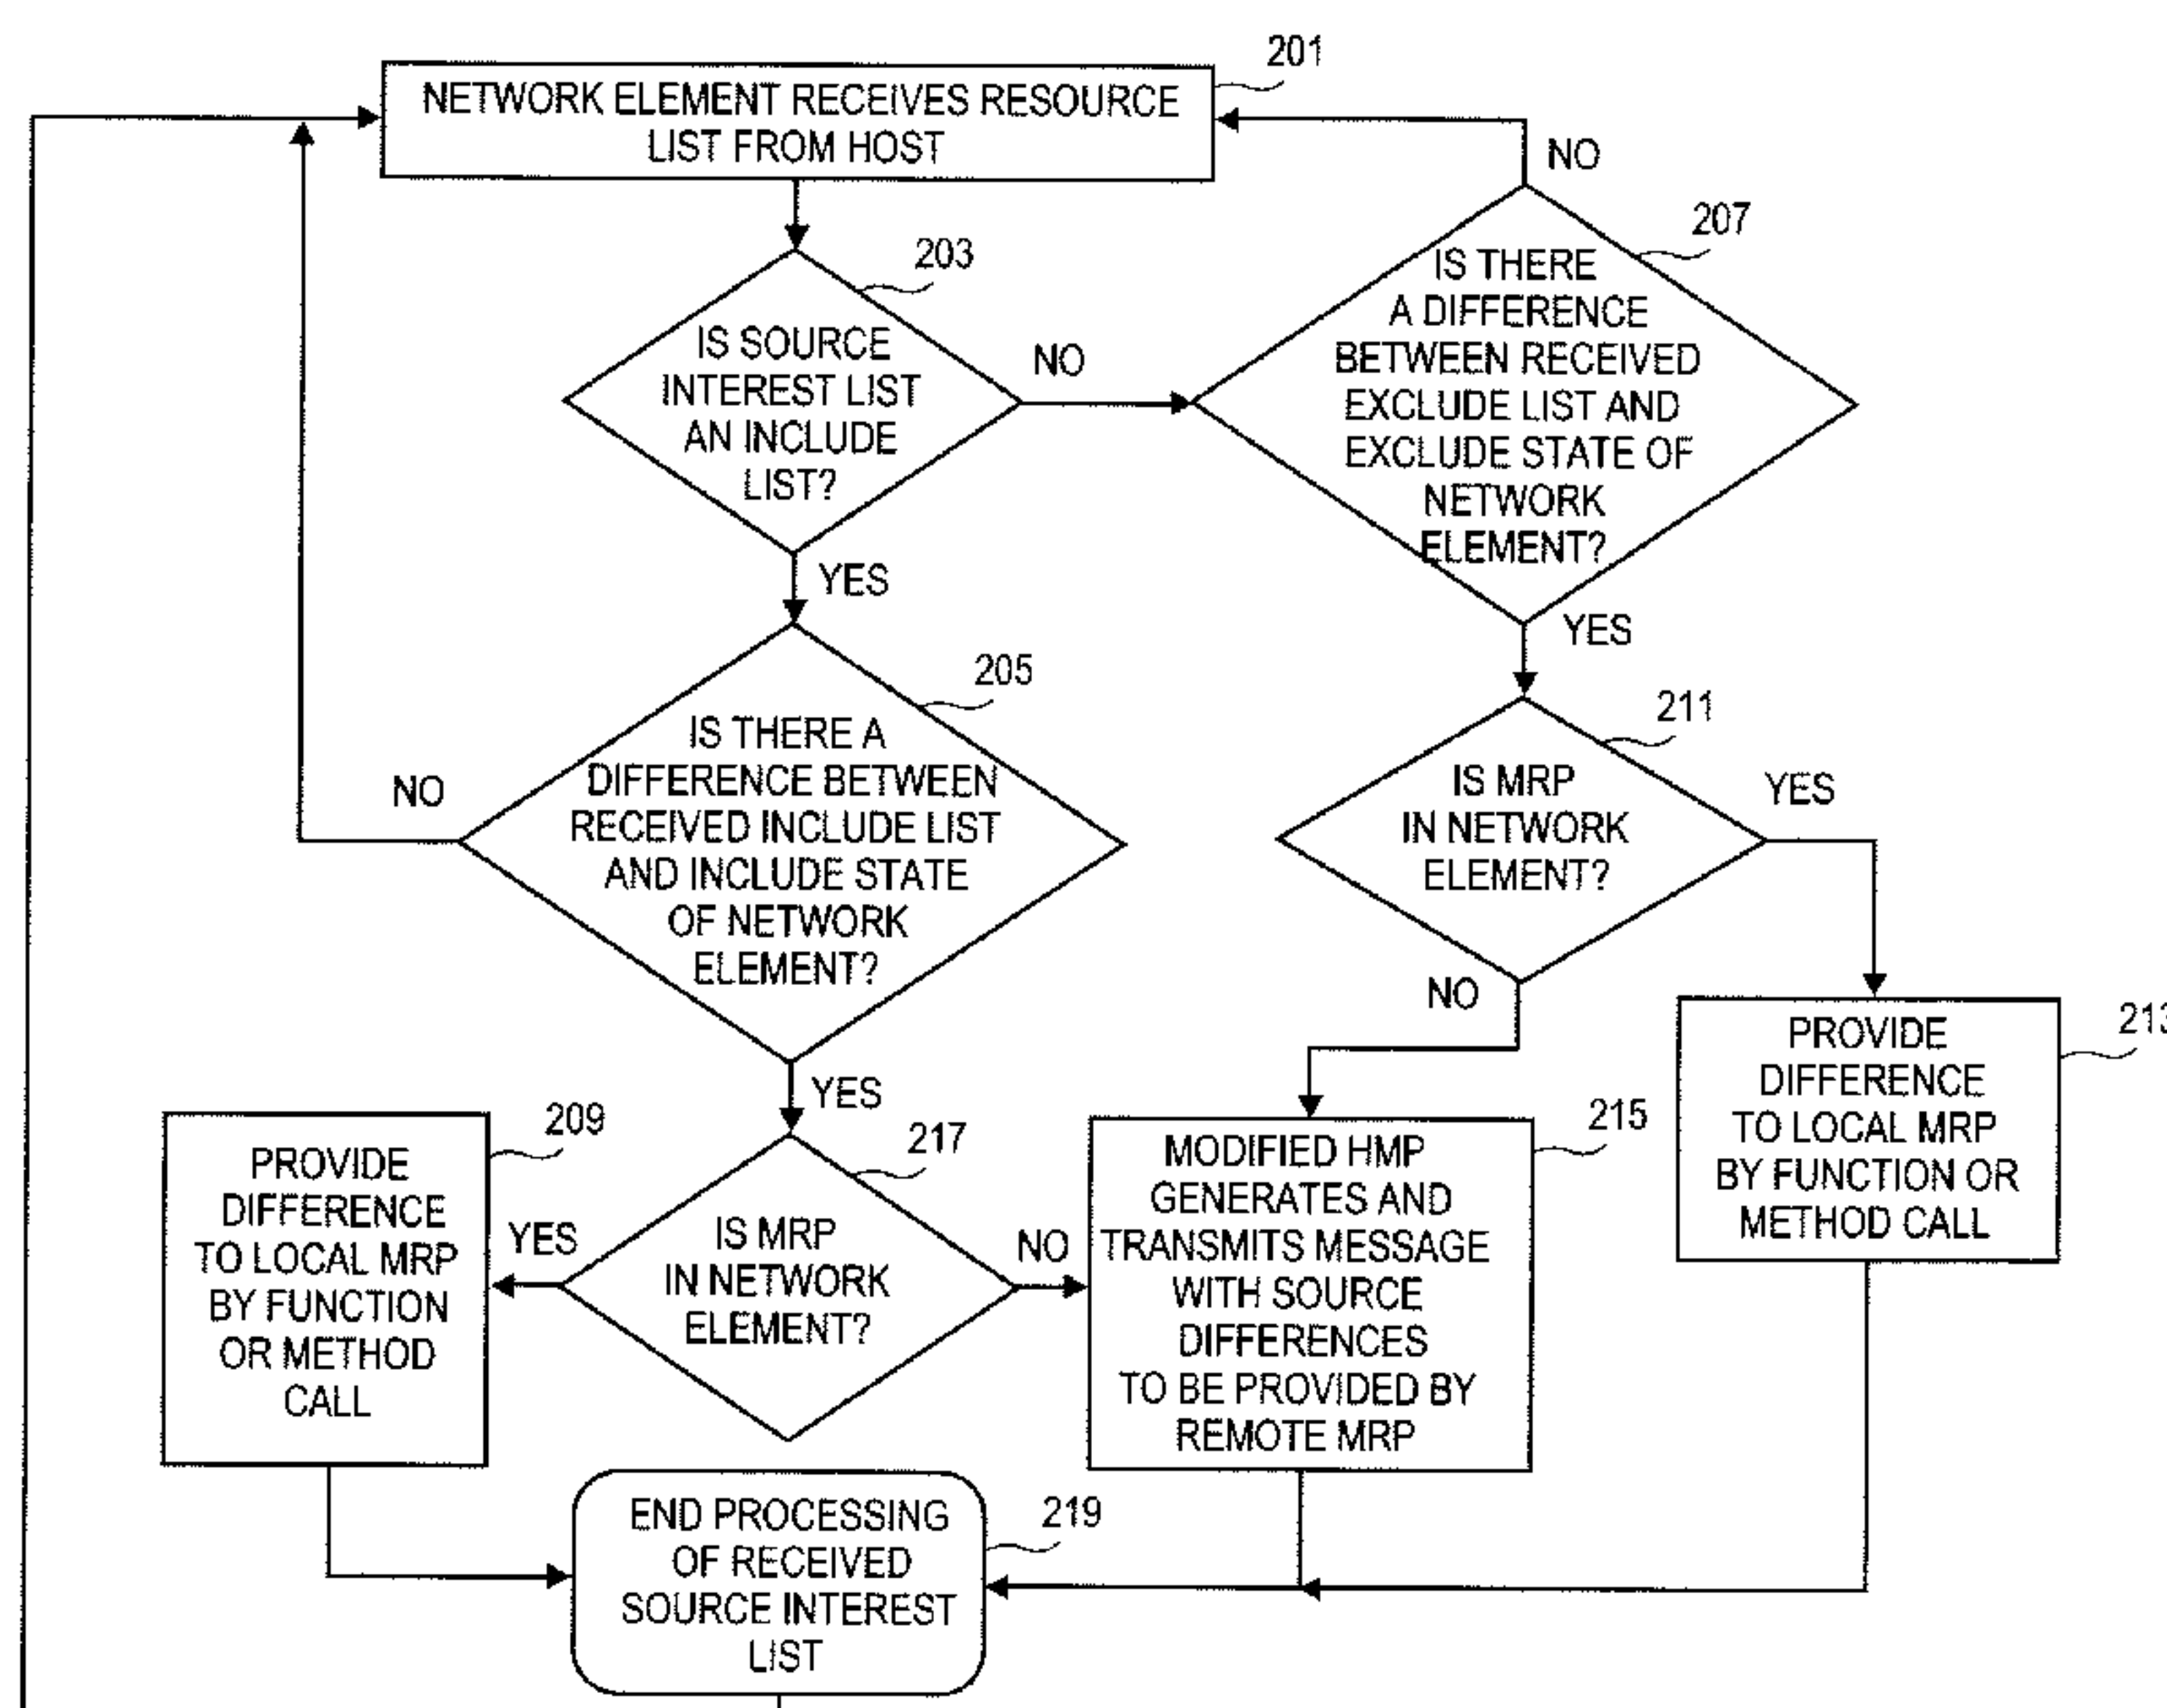 201
NETWORK ELEMENT RECEIVES RESOURCE
LIST FROM HOST
NO
207
203
IS THERE
A DIFFERENCE
BETWEEN RECEIVED
EXCLUDE LIST AND
EXCLUDE STATE OF
NETWORK
ELEMENT?
IS SOURCE
INTEREST LIST
AN INCLUDE
LIST?
NO
YES
YES
205
211
IS THERE A
DIFFERENCE BETWEEN
RECEIVED INCLUDE LIST
AND INCLUDE STATE
OF NETWORK
ELEMENT?
NO
IS MRP
IN NETWORK
ELEMENT?
YES
NO
213
PROVIDE
DIFFERENCE
TO LOCAL MRP
BY FUNCTION OR
METHOD CALL
YES
209
217
215
PROVIDE
DIFFERENCE
TO LOCAL MRP
BY FUNCTION
OR METHOD
CALL
YES
IS MRP
IN NETWORK
ELEMENT?
NO
MODIFIED HMP
GENERATES AND
TRANSMITS MESSAGE
WITH SOURCE
DIFFERENCES
TO BE PROVIDED BY
REMOTE MRP
219
END PROCESSING
OF RECEIVED
SOURCE INTEREST
LIST